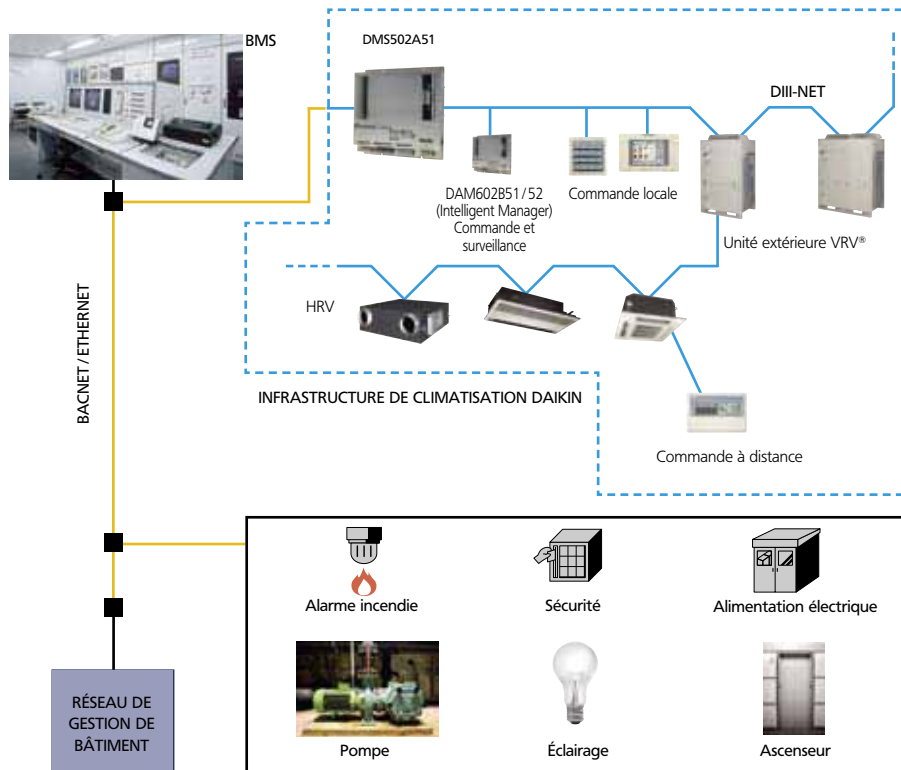 BMS
DMS502A51
DIII-NET
DAM602B51/52
(Intelligent Manager)
Commande et
surveillance
Commande locale
Unité extérieure VRV®
HRV
BACNET / ETHERNET
INFRASTRUCTURE DE CLIMATISATION DAIKIN
Commande à distance
Alarme incendie
Sécurité
Alimentation électrique
RÉSEAU DE
GESTION DE
BÂTIMENT
Pompe
Éclairage
Ascenseur